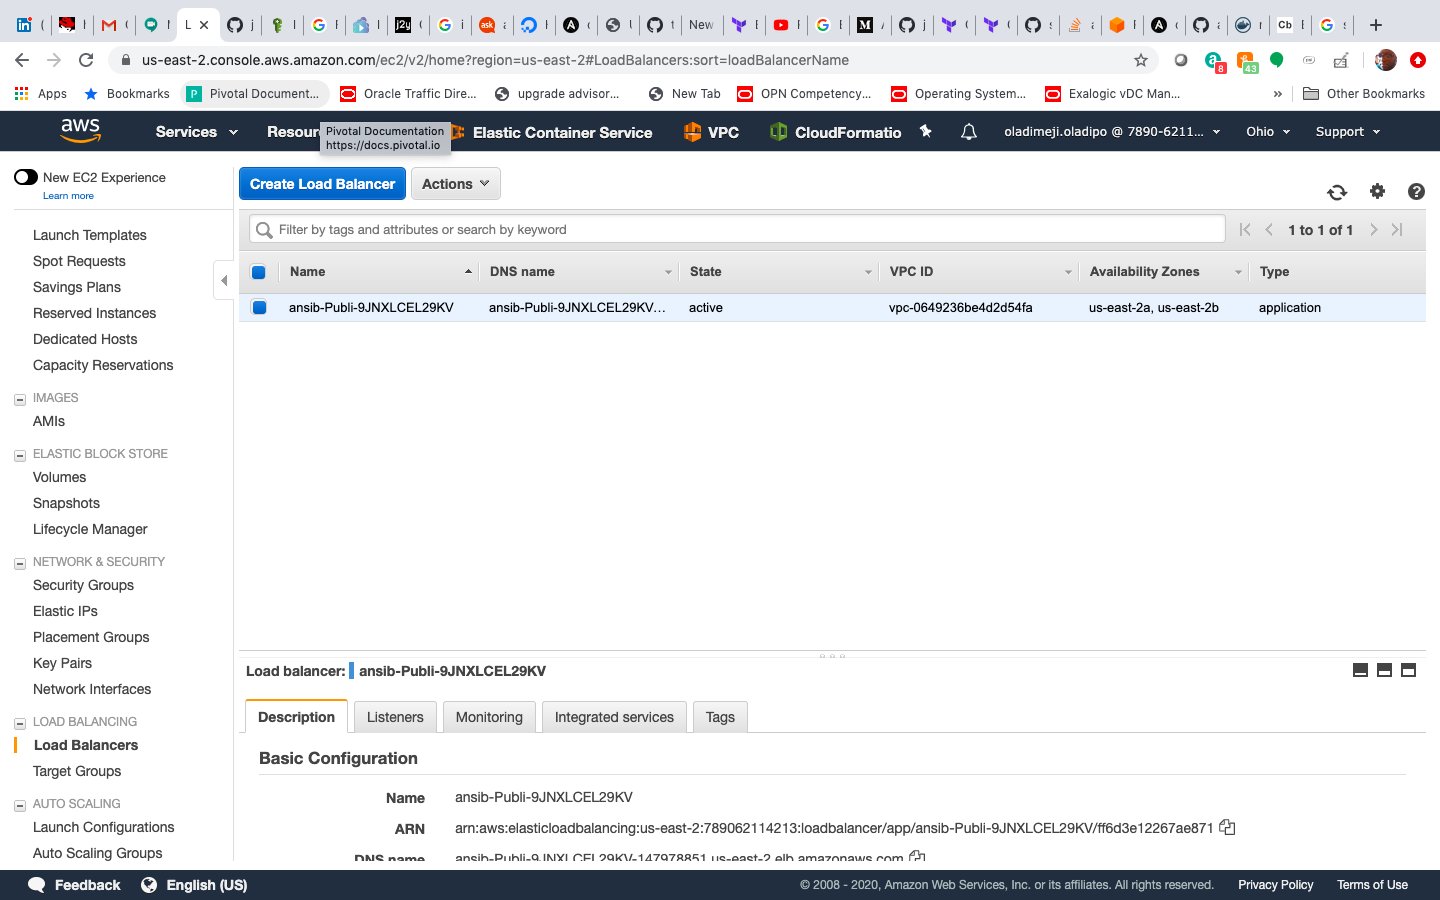 L
New
us-east-2.console.aws.amazon.com/ec2/v2/home?region=us-east-2#LoadBalancers:sort=loadBalancerName
8
43
Apps
Bookmarks
Pivotal Document...
Oracle Traffic Dire...
upgrade advisor...
New Tab
OPN Competency...
Operating System...
Exalogic vDC Man...
»
Other Bookmarks
aws
Services
Resour
Pivotal Documentation
https://docs.pivotal.io
Elastic Container Service
VPC
CloudFormatio
oladimeji.oladipo @ 7890-6211...
Ohio
Support
New EC2 Experience
Learn more
Launch Templates
Spot Requests
Savings Plans
Reserved Instances
Dedicated Hosts
Capacity Reservations
IMAGES
AMIs
ELASTIC BLOCK STORE
Volumes
Snapshots
Lifecycle Manager
NETWORK & SECURITY
Security Groups
Elastic IPs
Placement Groups
Key Pairs
Network Interfaces
LOAD BALANCING
Load Balancers
Target Groups
AUTO SCALING
Launch Configurations
Auto Scaling Groups
Create Load Balancer
Actions
Filter by tags and attributes or search by keyword
1 to 1 of 1
Name DNS name State VPC ID Availability Zones Type
ansib-Publi-9JNXLCEL29KV ansib-Publi-9JNXLCEL29KV... active vpc-0649236be4d2d54fa us-east-2a, us-east-2b application
Load balancer: ansib-Publi-9JNXLCEL29KV
Description Listeners Monitoring Integrated services Tags
Basic Configuration
Name ansib-Publi-9JNXLCEL29KV
ARN arn:aws:elasticloadbalancing:us-east-2:789062114213:loadbalancer/app/ansib-Publi-9JNXLCEL29KV/ff6d3e12267ae871
DNS name ansib-Publi-9JNXLCEL29KV-147978851.us-east-2.elb.amazonaws.com
Feedback
English (US)
© 2008 - 2020, Amazon Web Services, Inc. or its affiliates. All rights reserved.
Privacy Policy
Terms of Use